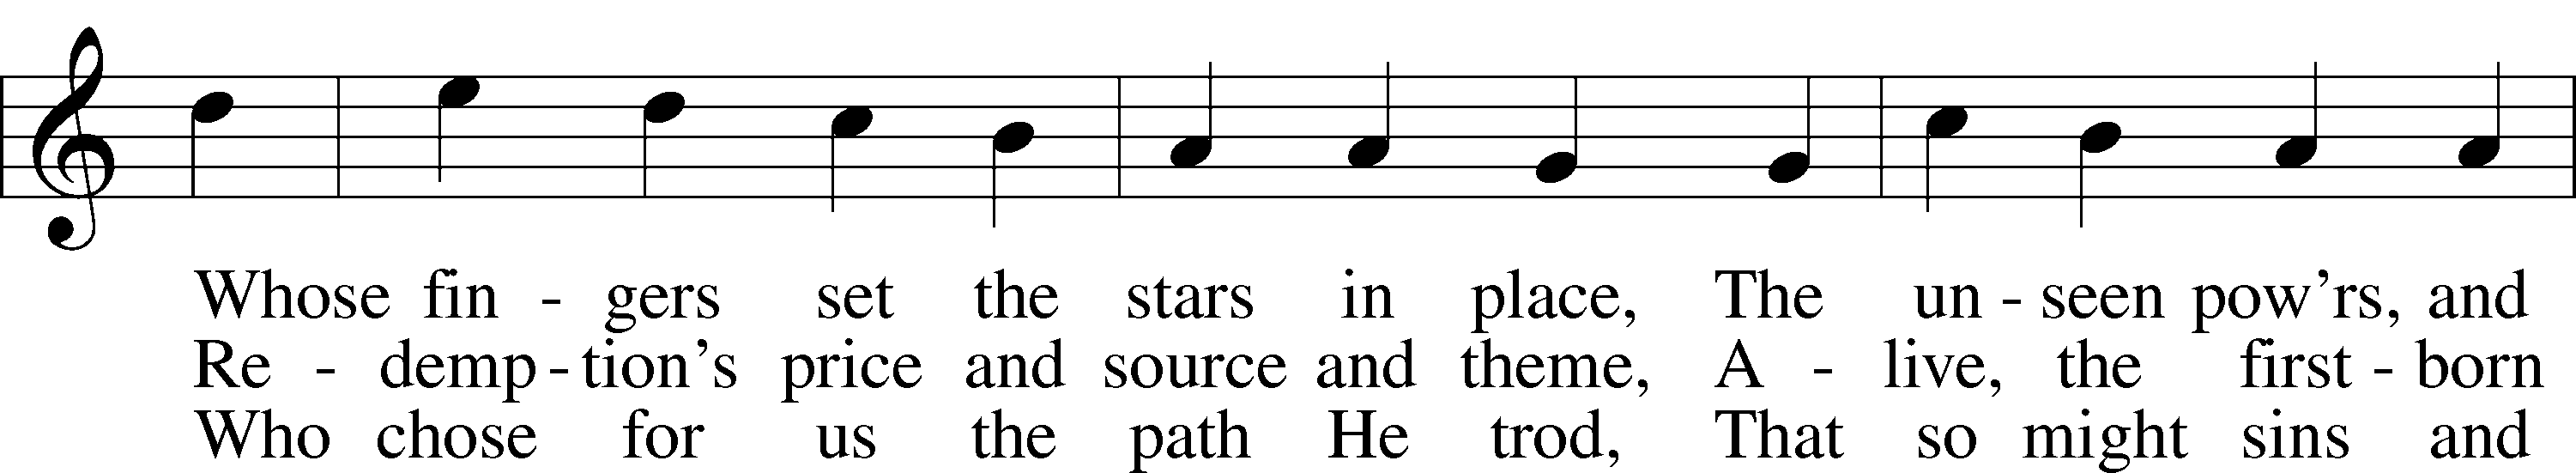 Whose fin - gers set the stars in place, The un - seen pow'rs, and
Re - demp - tion's price and source and theme, A - live, the first - born
Who chose for us the path He trod, That so might sins and